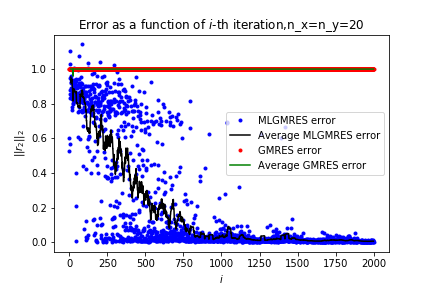 Error as a function of i-th iteration,n_x=n_y=20
||r₂||₂
1.0
0.8
0.6
0.4
0.2
0.0
MLGMRES error
Average MLGMRES error
GMRES error
Average GMRES error
0 250 500 750 1000 1250 1500 1750 2000
i